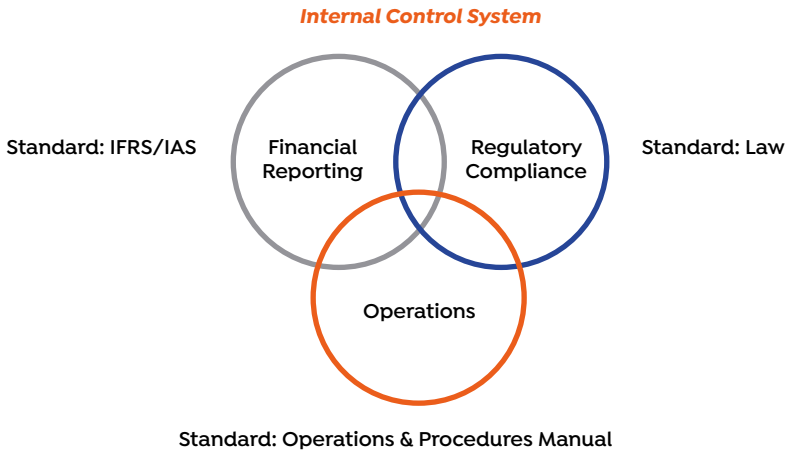 Internal Control System
Standard: IFRS/IAS
Financial
Reporting
Regulatory
Compliance
Standard: Law
Operations
Standard: Operations & Procedures Manual